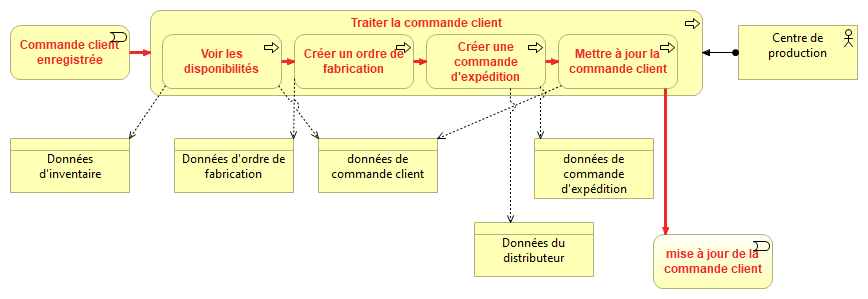 Traiter la commande client
Commande client
enregistrée
Voir les
disponibilités
Créer un ordre de
fabrication
Créer une
commande
d'expédition
Mettre à jour la
commande client
Centre de
production
Données
d'inventaire
Données d'ordre de
fabrication
données de
commande client
données de
commande
d'expédition
Données du
distributeur
mise à jour de la
commande client